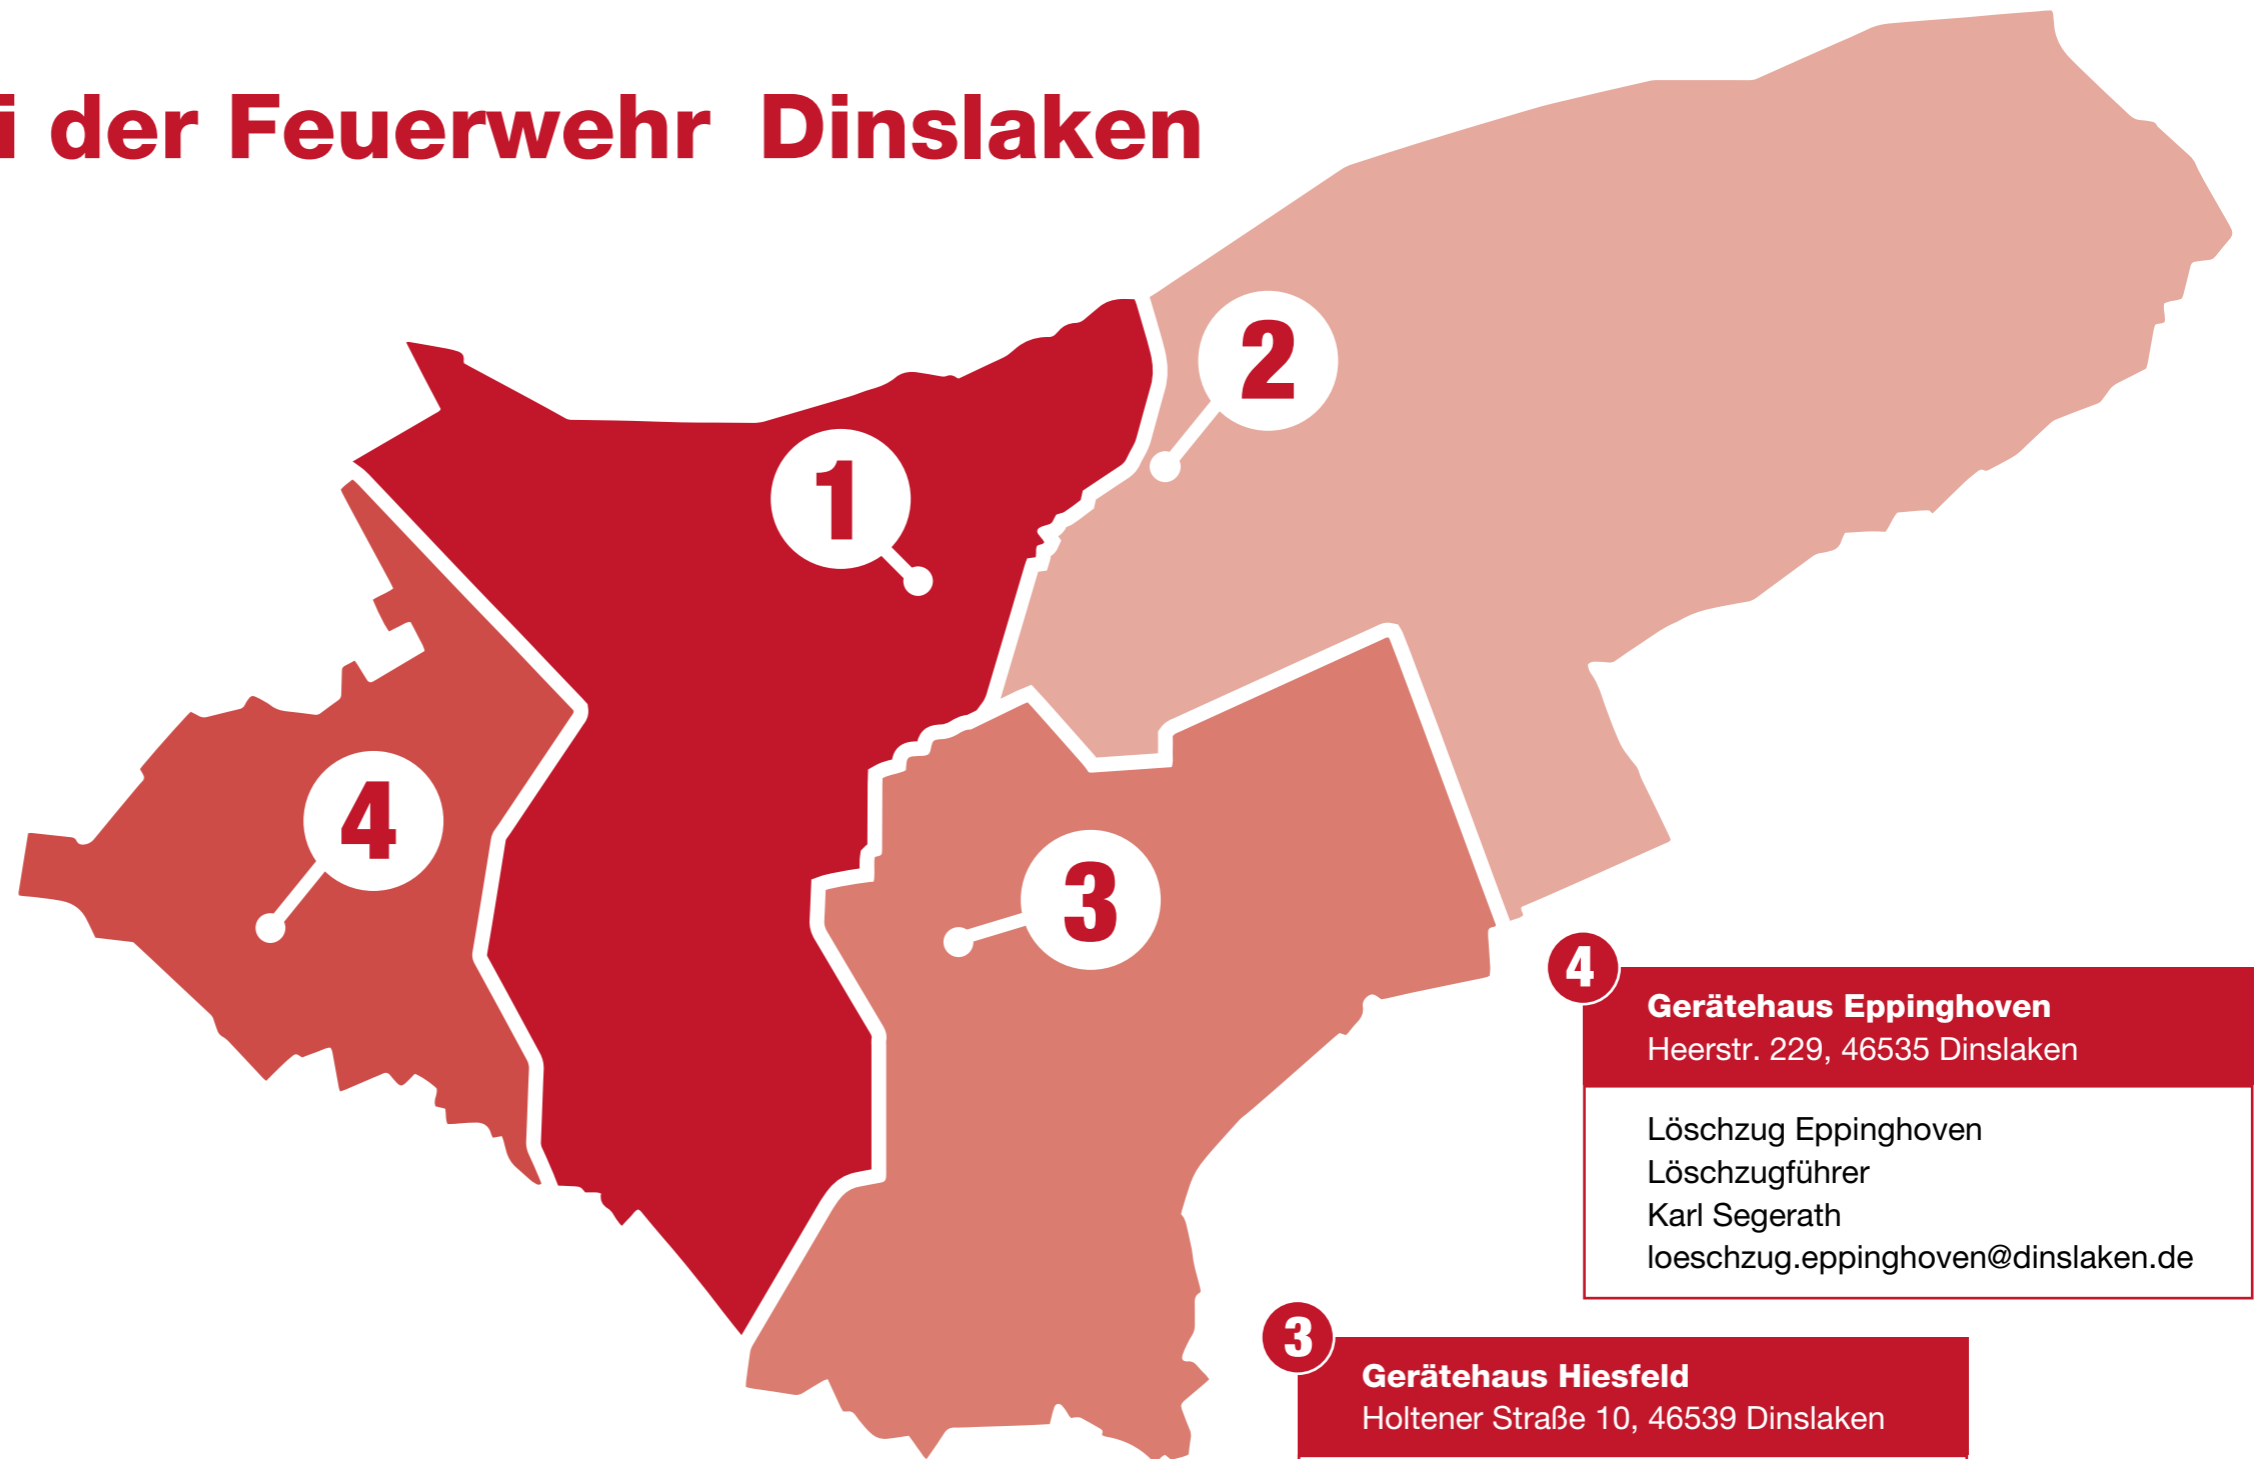 i der Feuerwehr Dinslaken
2
1
4
3
4
Gerätehaus Eppinghoven
Heerstr. 229, 46535 Dinslaken
Löschzug Eppinghoven
Löschzugführer
Karl Segerath
loeschzug.eppinghoven@dinslaken.de
3
Gerätehaus Hiesfeld
Holtener Straße 10, 46539 Dinslaken